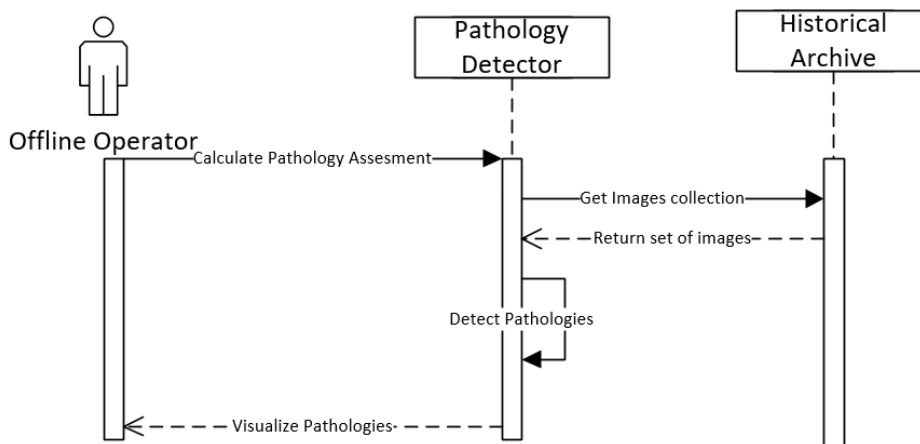 Pathology
Detector
Historical
Archive
Offline Operator
Calculate Pathology Assesment
Get Images collection
Return set of images
Detect Pathologies
Visualize Pathologies